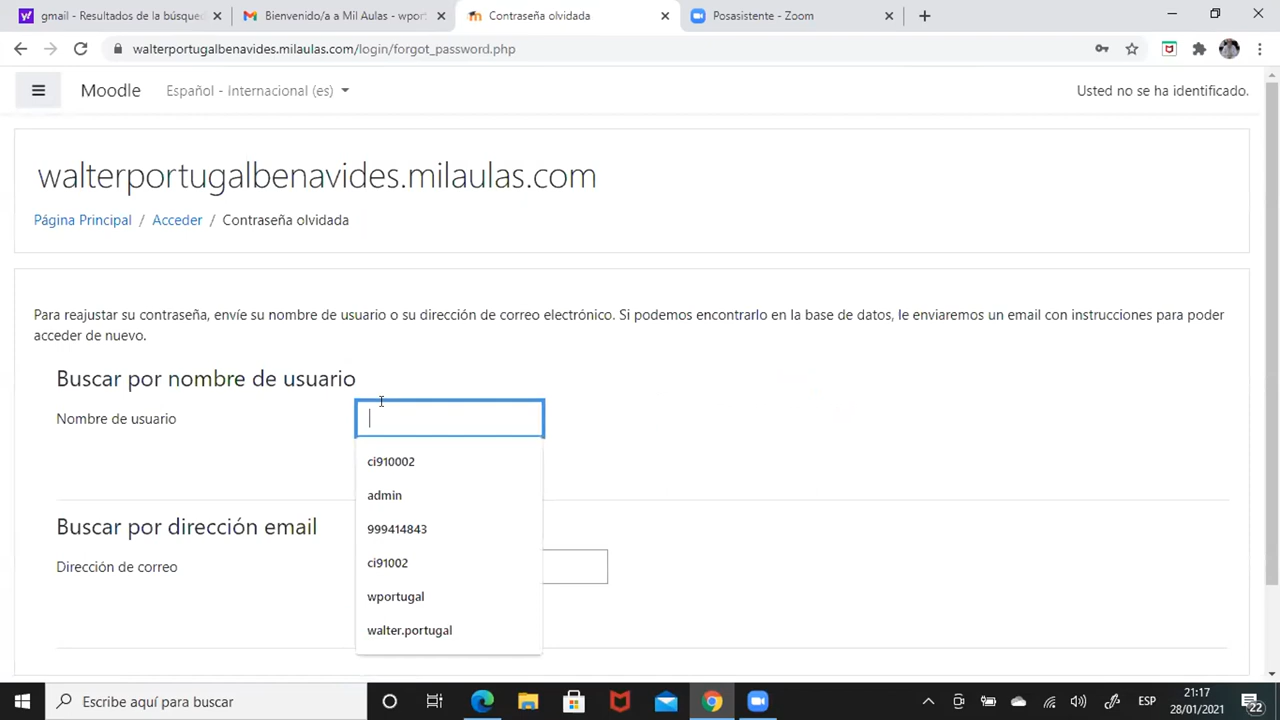 gmail - Resultados de la búsqued
Bienvenido/a a Mil Aulas - wport
Contraseña olvidada
Posasistente - Zoom
walterportugalbenavides.milaulas.com/login/forgot_password.php
Moodle
Español - Internacional (es)
Usted no se ha identificado.
walterportugalbenavides.milaulas.com
Página Principal / Acceder / Contraseña olvidada
Para reajustar su contraseña, envíe su nombre de usuario o su dirección de correo electrónico. Si podemos encontrarlo en la base de datos, le enviaremos un email con instrucciones para poder
acceder de nuevo.
Buscar por nombre de usuario
Nombre de usuario
ci910002
admin
999414843
ci91002
wportugal
walter.portugal
Buscar por dirección email
Dirección de correo
Escribe aquí para buscar
ESP
21:17
28/01/2021
22